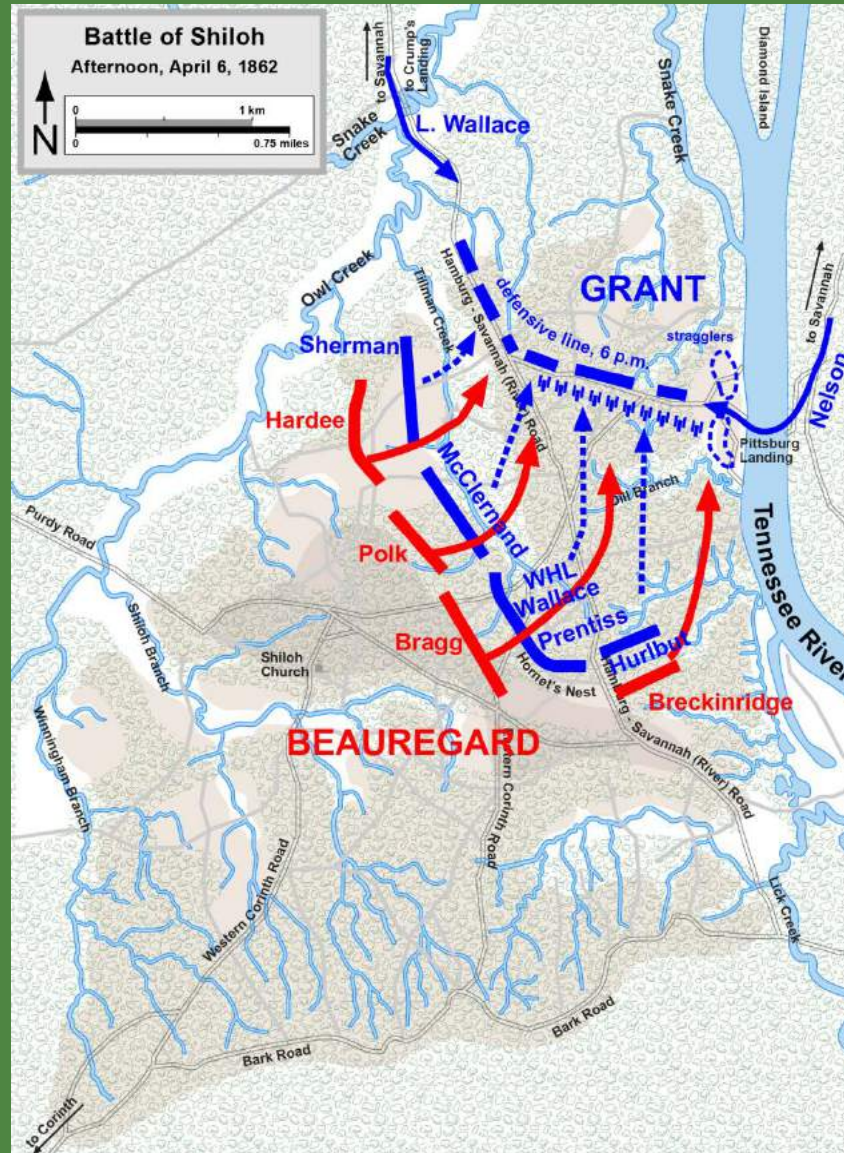 Battle of Shiloh
Afternoon, April 6, 1862
0
1 km
0
0.75 miles
N
to Savannah
to Crump's
Landing
Snake
Creek
L. Wallace
Snake Creek
Diamond Island
Owl Creek
Tillman Creek
Hamburg - Savannah (River) Road
GRANT
defensive line, 6 p.m.
stragglers
to Savannah
Nelson
Sherman
Hardee
McClernand
Pittsburg
Landing
Dill Branch
Tennessee River
Purdy Road
Polk
WHL
Wallace
Prentiss
Hurlbut
Bragg
Shiloh Branch
Shiloh
Church
Hornet's Nest
Breckinridge
BEAUREGARD
Hamburg - Savannah (River) Road
Winningham Branch
Eastern Corinth
Road
Western Corinth Road
Lick Creek
Bark Road
Bark Road
to Corinth